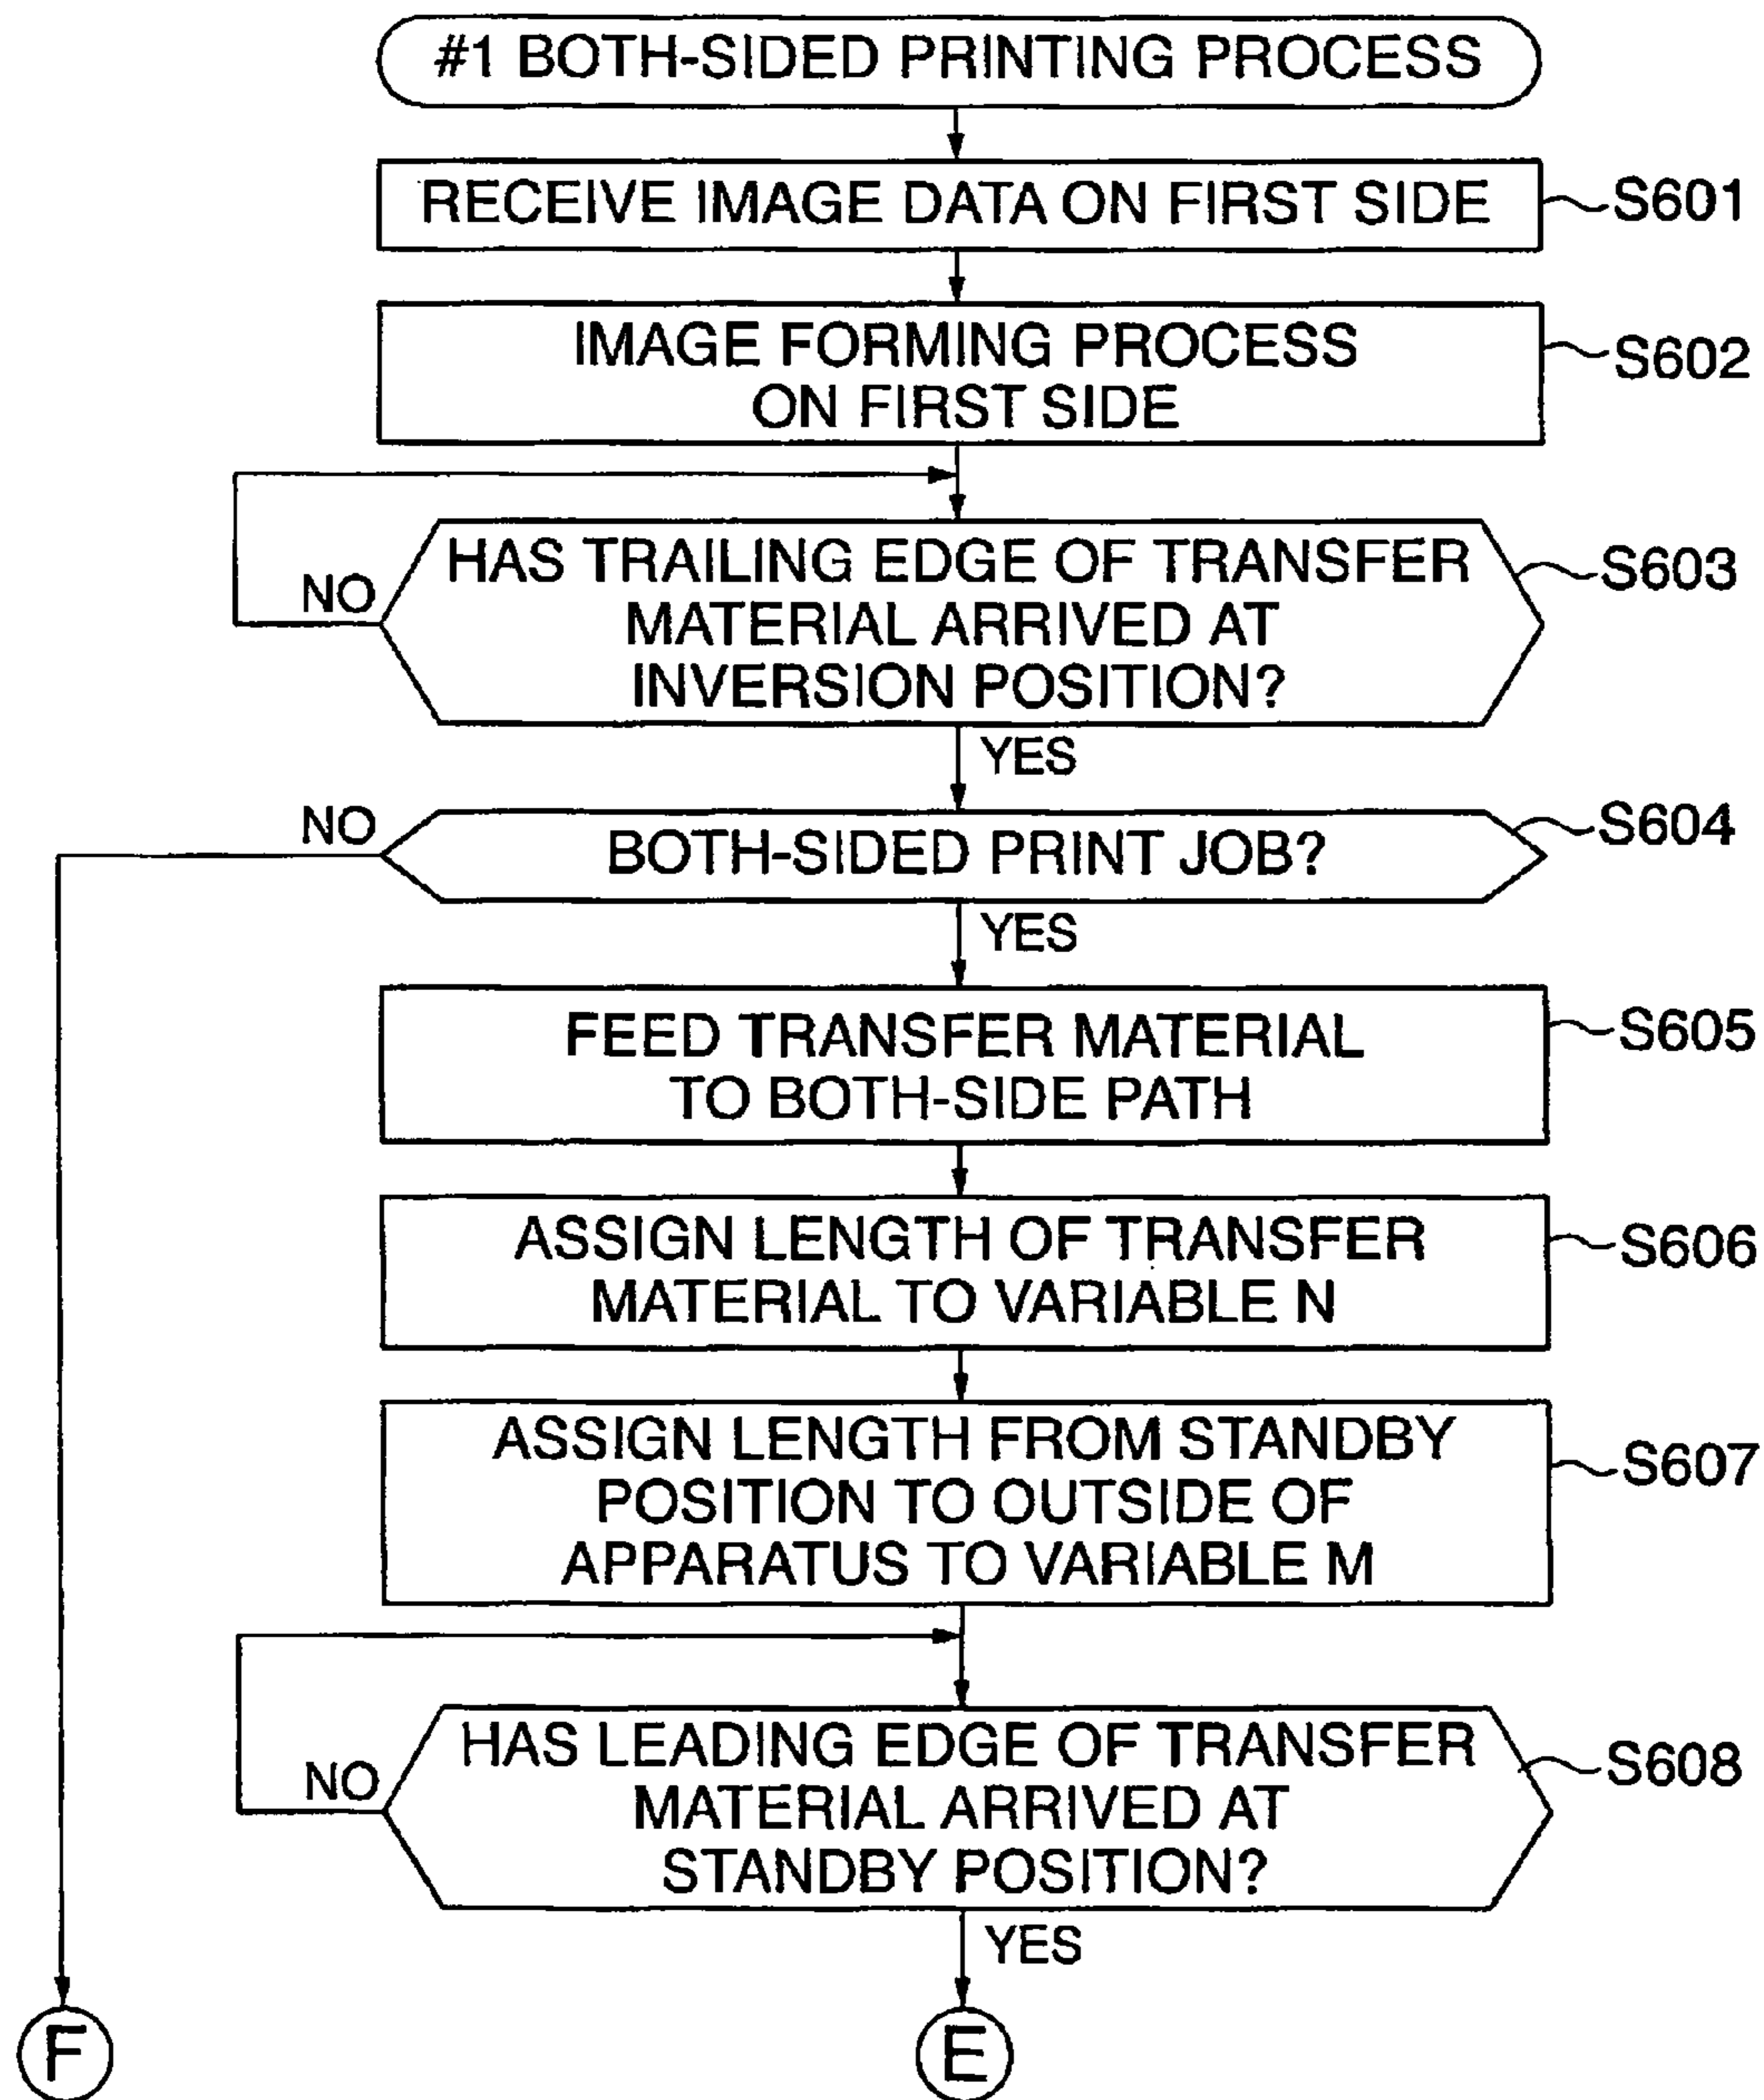 #1 BOTH-SIDED PRINTING PROCESS
RECEIVE IMAGE DATA ON FIRST SIDE
S601
IMAGE FORMING PROCESS
ON FIRST SIDE
S602
HAS TRAILING EDGE OF TRANSFER
MATERIAL ARRIVED AT
INVERSION POSITION?
S603
NO
YES
BOTH-SIDED PRINT JOB?
S604
NO
YES
FEED TRANSFER MATERIAL
TO BOTH-SIDE PATH
S605
ASSIGN LENGTH OF TRANSFER
MATERIAL TO VARIABLE N
S606
ASSIGN LENGTH FROM STANDBY
POSITION TO OUTSIDE OF
APPARATUS TO VARIABLE M
S607
HAS LEADING EDGE OF TRANSFER
MATERIAL ARRIVED AT
STANDBY POSITION?
S608
NO
YES
F
E